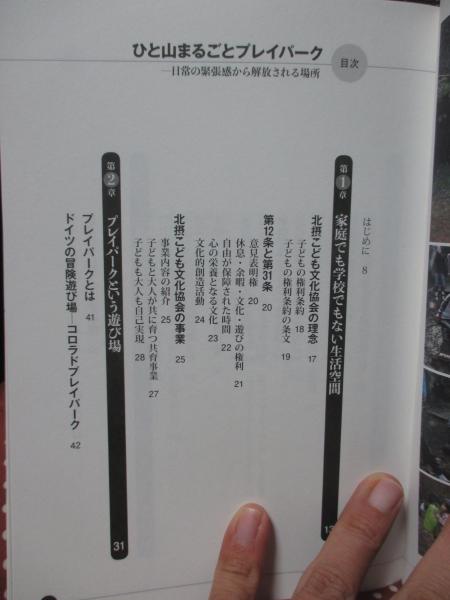 ひと山まるごとプレイパーク
―日常の緊張感から解放される場所
目次
はじめに 8
第1章 家庭でも学校でもない生活空間
北摂こども文化協会の理念 17
子どもの権利条約 18
子どもの権利条約の条文 19
第12条と第31条 20
意見表明権 20
休息・余暇・文化・遊びの権利 21
自由が保障された時間 22
心の栄養となる文化 23
文化的創造活動 24
北摂こども文化協会の事業 25
事業内容の紹介 25
子どもと大人が共に育つ共育事業 27
子どもも大人も自己実現 28
第2章 プレイパークという遊び場 31
プレイパークとは 41
ドイツの冒険遊び場―コロラドプレイパーク 42